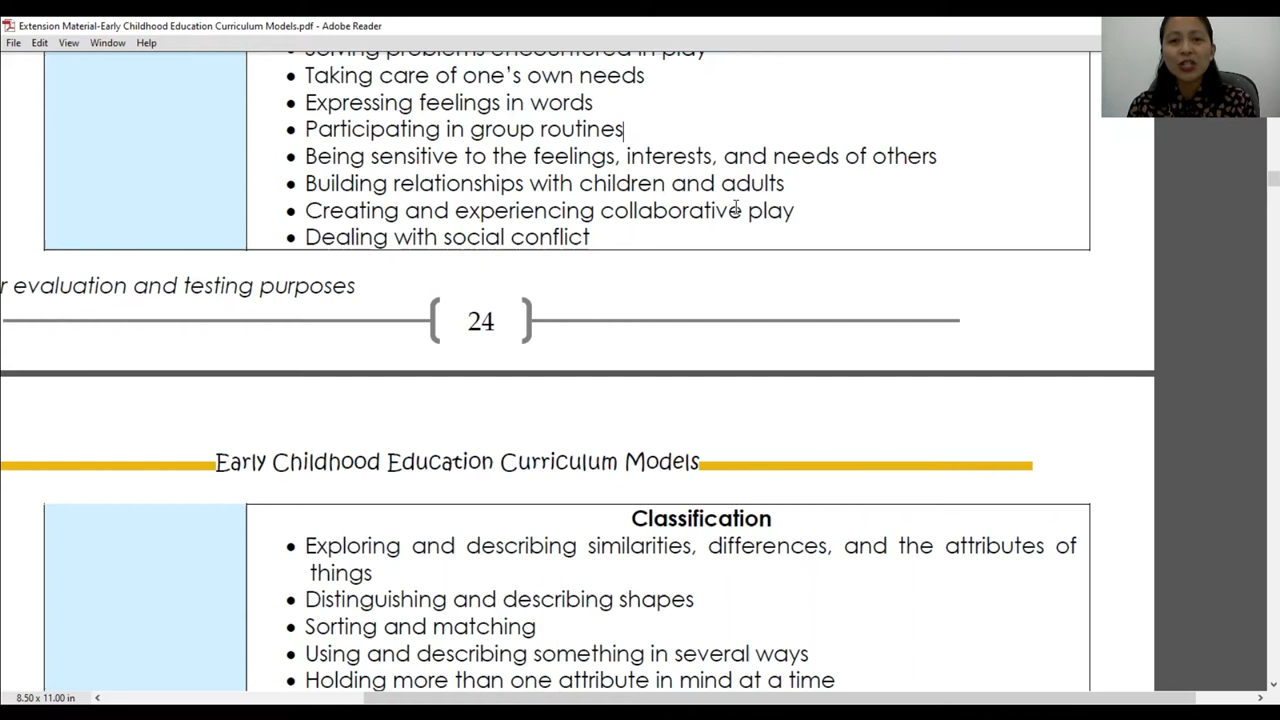 Extension Material-Early Childhood Education Curriculum Models.pdf - Adobe Reader
File Edit View Window Help
Solving problems encountered in play
• Taking care of one's own needs
• Expressing feelings in words
• Participating in group routines
• Being sensitive to the feelings, interests, and needs of others
• Building relationships with children and adults
• Creating and experiencing collaborative play
• Dealing with social conflict
r evaluation and testing purposes
24
Early Childhood Education Curriculum Models
Classification
• Exploring and describing similarities, differences, and the attributes of
things
• Distinguishing and describing shapes
• Sorting and matching
• Using and describing something in several ways
• Holding more than one attribute in mind at a time
8.50 x 11.00 in